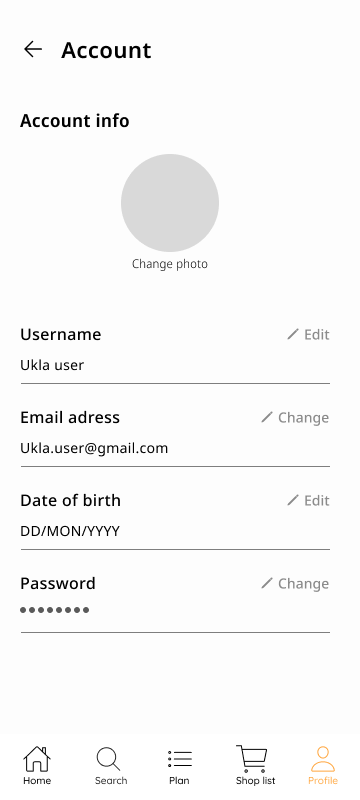 Account
Account info
Change photo
Username Edit
Ukla user
Email adress Change
Ukla.user@gmail.com
Date of birth Edit
DD/MON/YYYY
Password Change
••••••••
Home Search Plan Shop list Profile